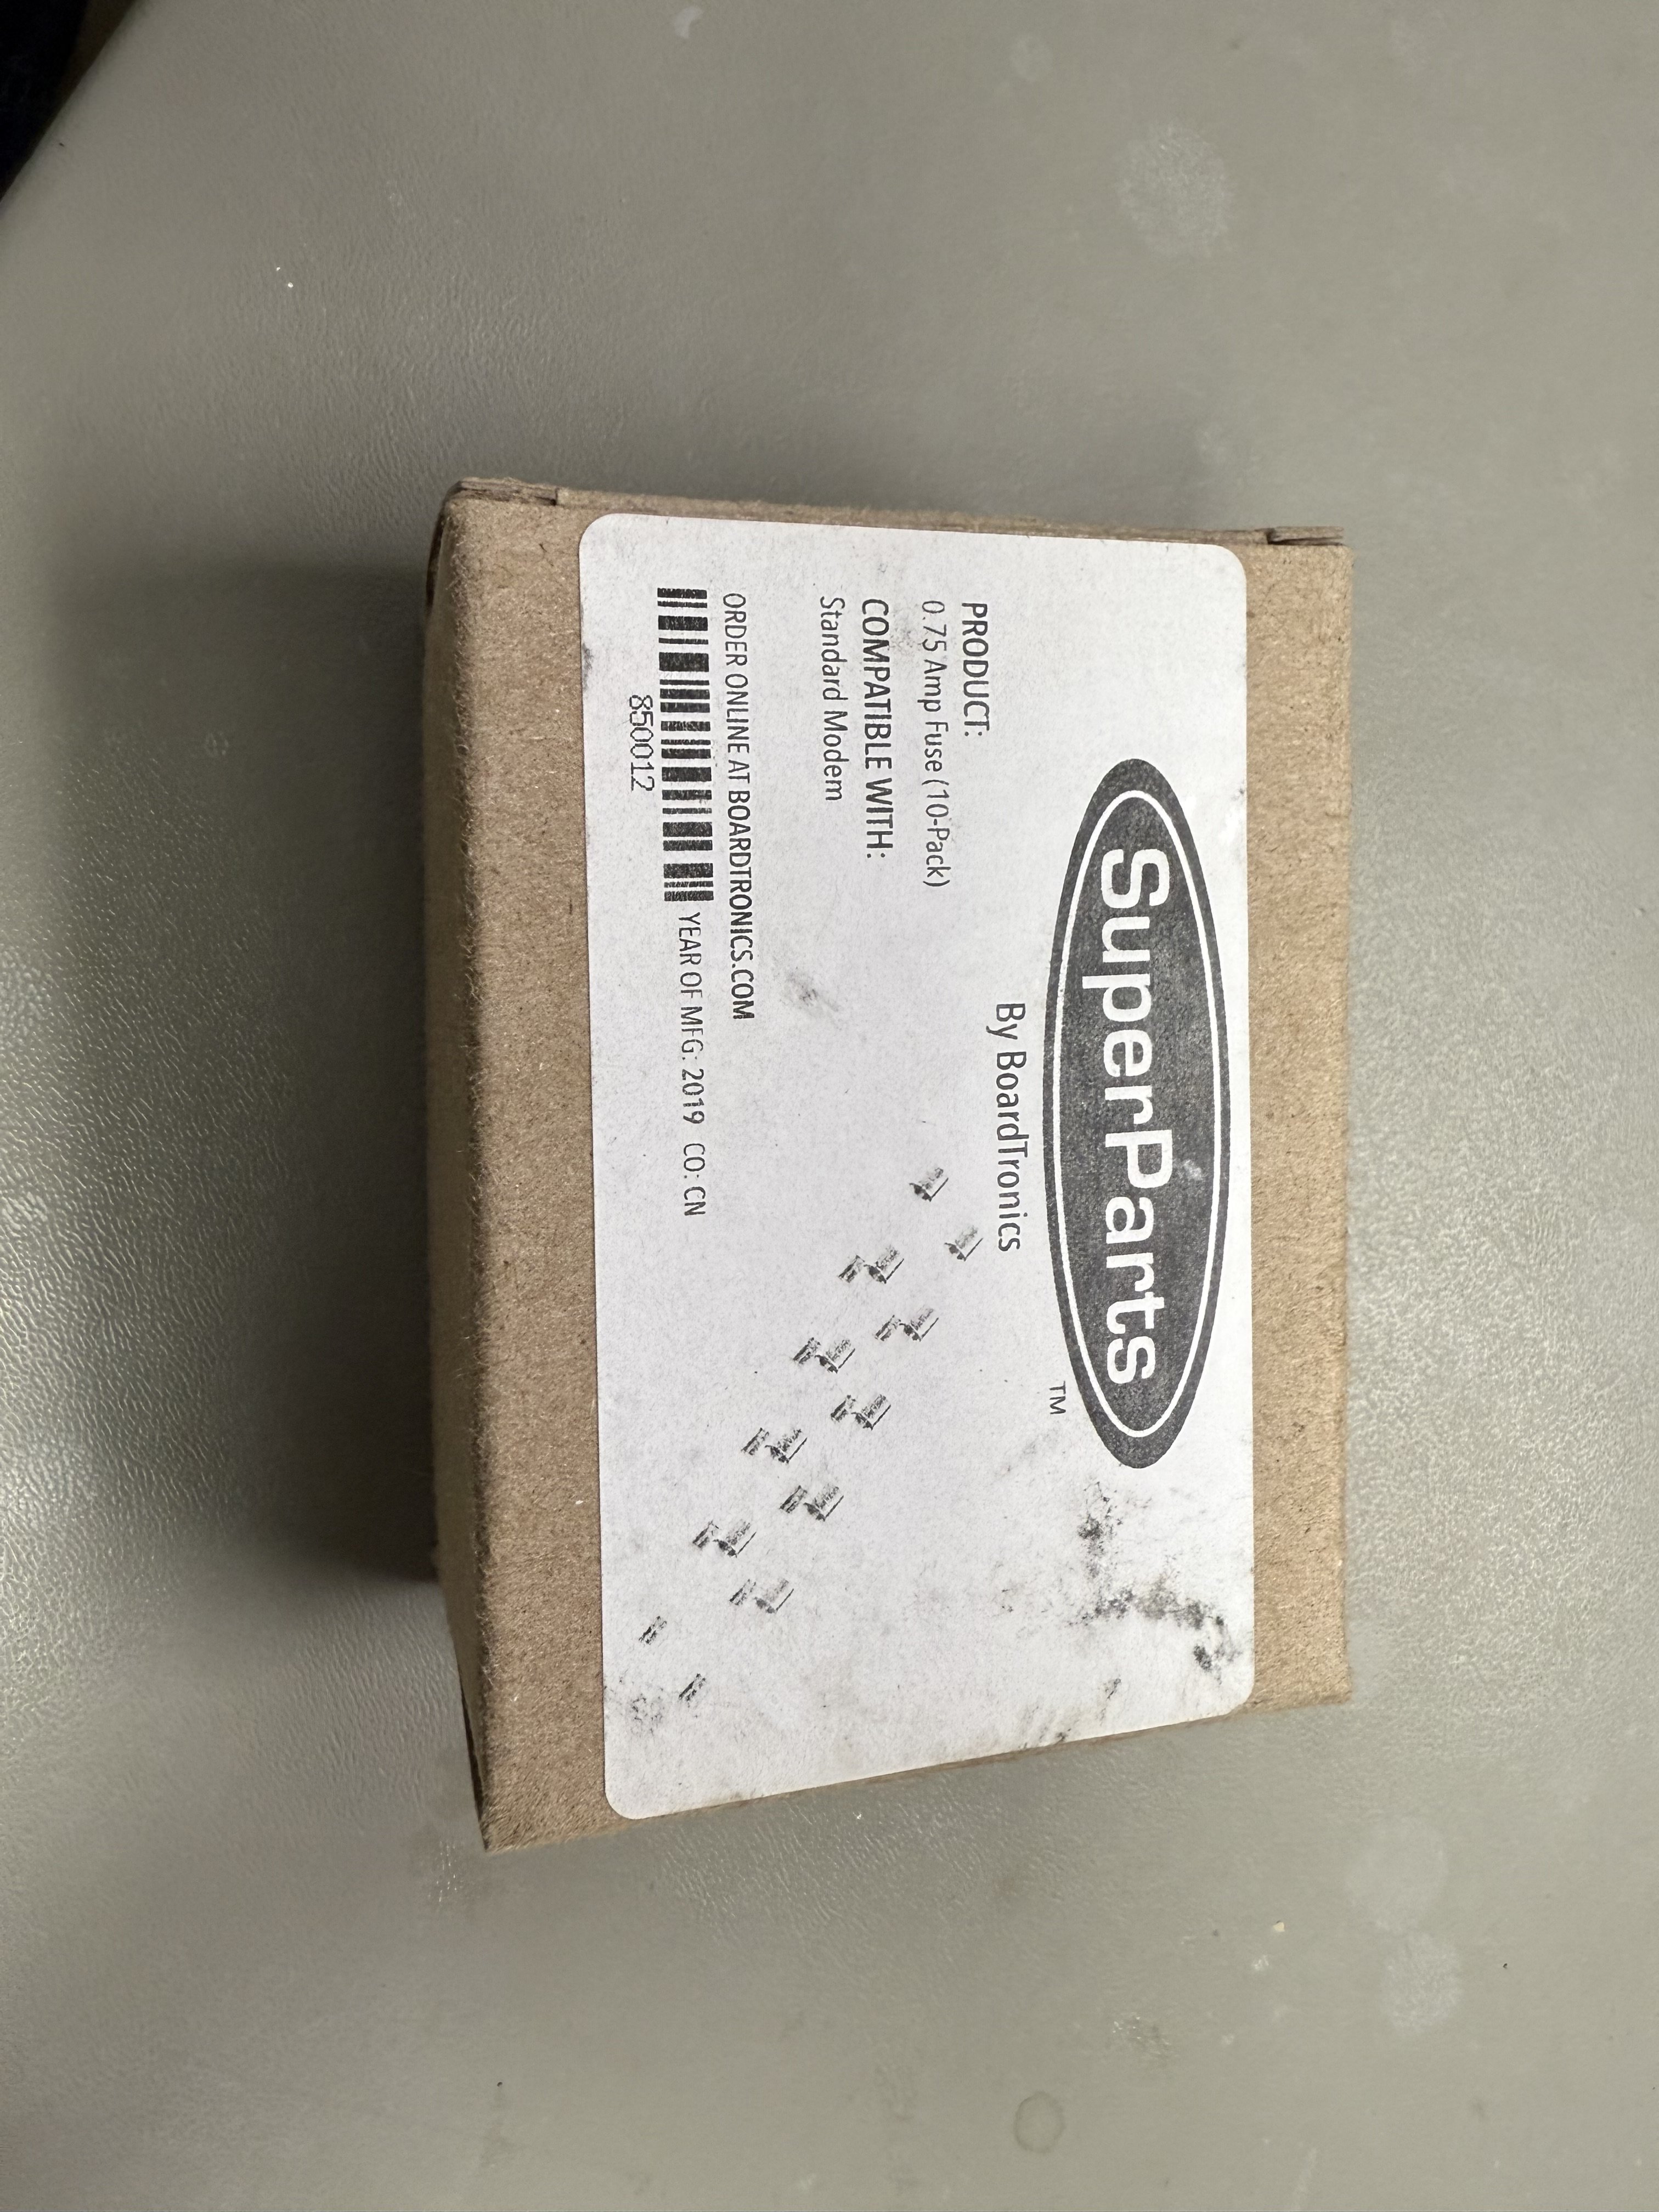 SuperParts
TM
By BoardTronics
PRODUCT:
0.75 Amp Fuse (10-Pack)
COMPATIBLE WITH:
Standard Modem
ORDER ONLINE AT BOARDTRONICS.COM
YEAR OF MFG: 2019 CO: CN
850012